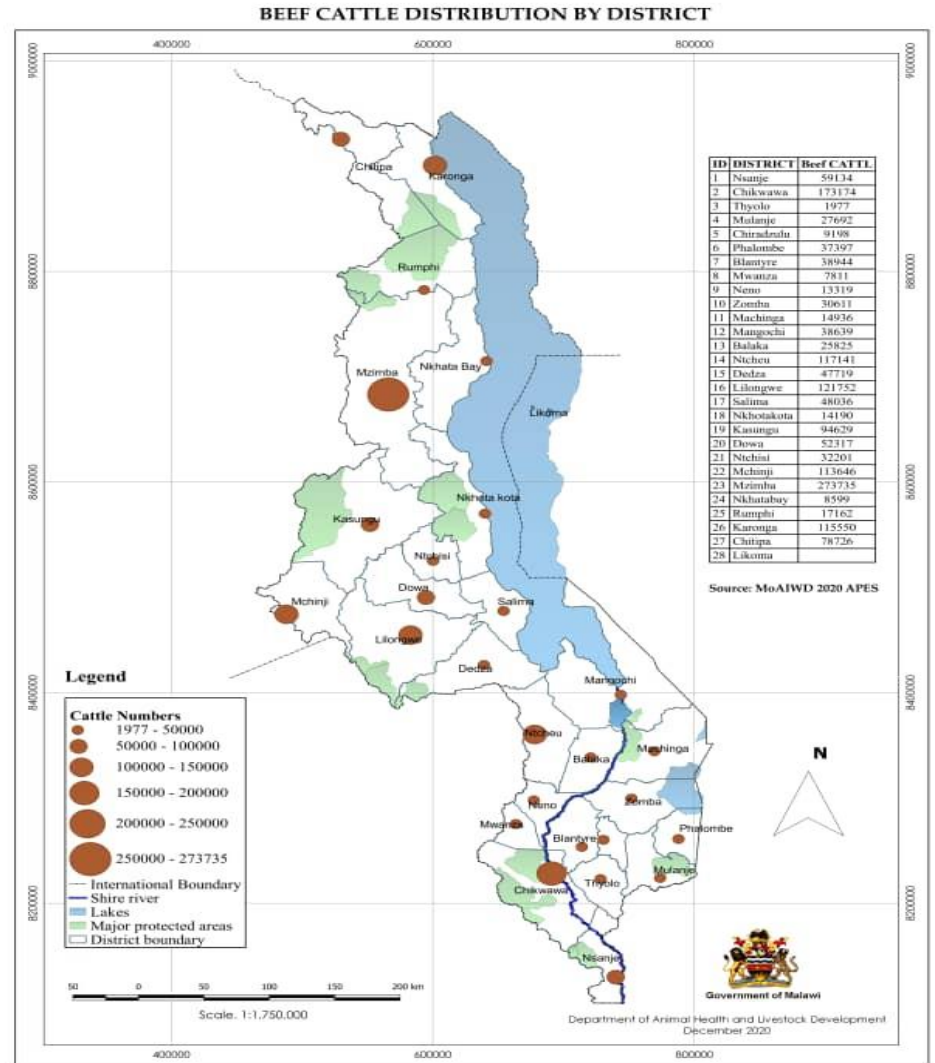 BEEF CATTLE DISTRIBUTION BY DISTRICT
400000 600000 800000
9000000 9000000
Chitipa
Karonga
ID DISTRICT Beef CATTL
1 Nsanje 59134
2 Chikwawa 173174
3 Thyolo 1977
4 Mulanje 27692
5 Chiradzulu 9198
6 Phalombe 37397
7 Blantyre 38944
8 Mwanza 7811
9 Neno 13319
10 Zomba 30611
11 Machinga 14936
12 Mangochi 38639
13 Balaka 25825
14 Ntcheu 117141
15 Dedza 47719
16 Lilongwe 121752
17 Salima 48036
18 Nkhotakota 14190
19 Kasungu 94629
20 Dowa 52317
21 Ntchisi 32201
22 Mchinji 113646
23 Mzimba 273735
24 Nkhatabay 8599
25 Rumphi 17162
26 Karonga 115550
27 Chitipa 78726
28 Likoma
Source: MoAIWD 2020 APES
Rumphi
8800000 8800000
Nkhata Bay
Mzimba
Likoma
8600000 8600000
Nkhata kota
Kasungu
Ntchisi
Dowa
Mchinji
Salima
Lilongwe
Dedza
Mangochi
8400000 8400000
Ntcheu
Machinga
Balaka
Neno
Zomba
Mwanza
Blantyre
Phalombe
Mulanje
Thyolo
Chikwawa
8200000 8200000
Nsanje
N
Legend
Cattle Numbers
1977 - 50000
50000 - 100000
100000 - 150000
150000 - 200000
200000 - 250000
250000 - 273735
International Boundary
Shire river
Lakes
Major protected areas
District boundary
50 0 50 100 150 200 km
Scale. 1:1,750,000
Government of Malawi
Department of Animal Health and Livestock Development
December 2020
400000 600000 800000